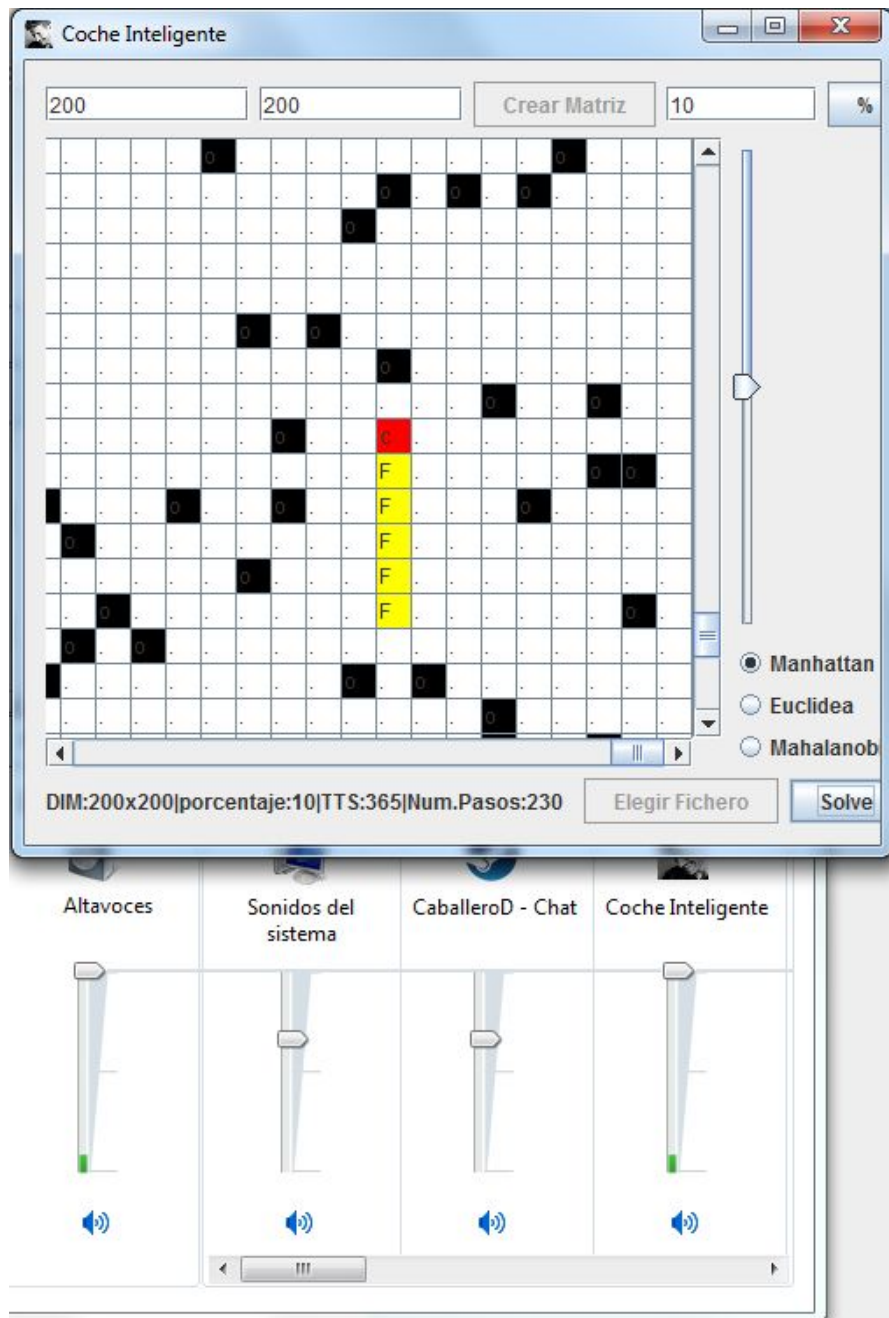 Coche Inteligente
200 200 Crear Matriz 10 %
o o
o o o
o
o o
o
o o
o C
F o o
o o F o
o F
o F
o F o
o o
o o
o
Manhattan
Euclidea
Mahalanob
DIM:200x200|porcentaje:10|TTS:365|Num.Pasos:230 Elegir Fichero Solve
Altavoces
Sonidos del
sistema
CaballeroD - Chat
Coche Inteligente